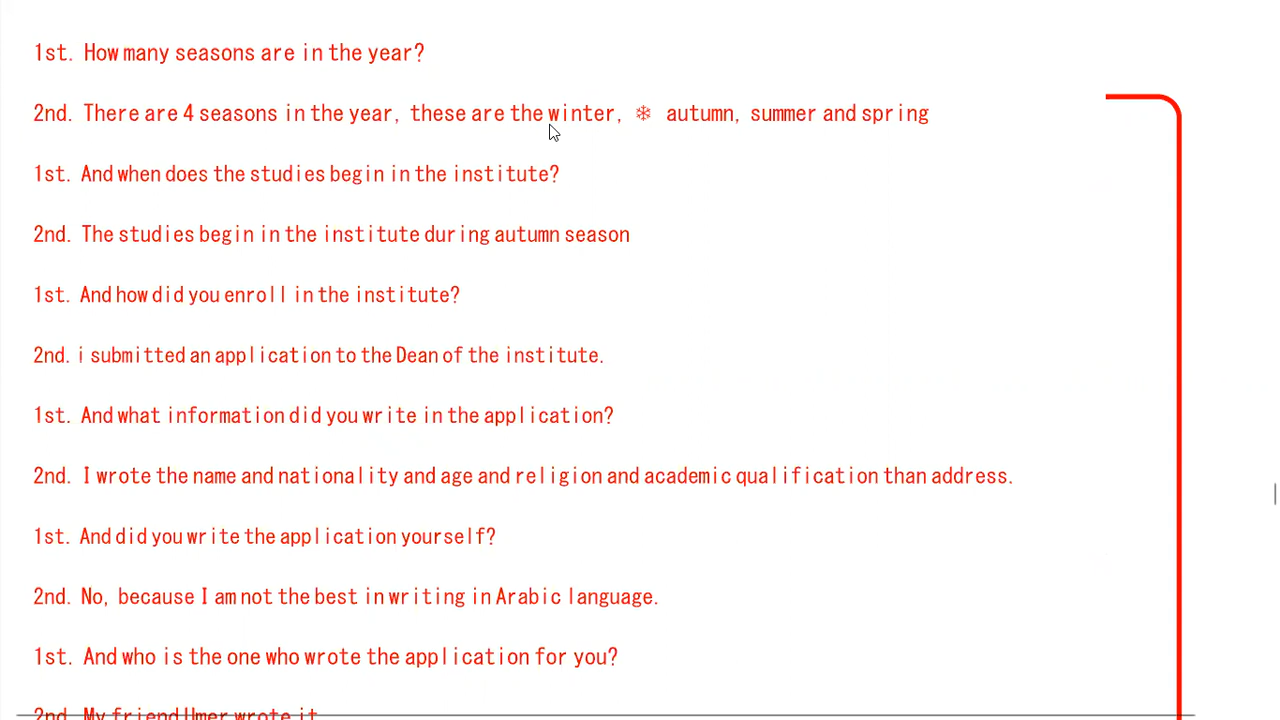 1st. How many seasons are in the year?
2nd. There are 4 seasons in the year, these are the winter, ❄ autumn, summer and spring
1st. And when does the studies begin in the institute?
2nd. The studies begin in the institute during autumn season
1st. And how did you enroll in the institute?
2nd. i submitted an application to the Dean of the institute.
1st. And what information did you write in the application?
2nd. I wrote the name and nationality and age and religion and academic qualification than address.
1st. And did you write the application yourself?
2nd. No, because I am not the best in writing in Arabic language.
1st. And who is the one who wrote the application for you?
2nd. My friend Umer wrote it